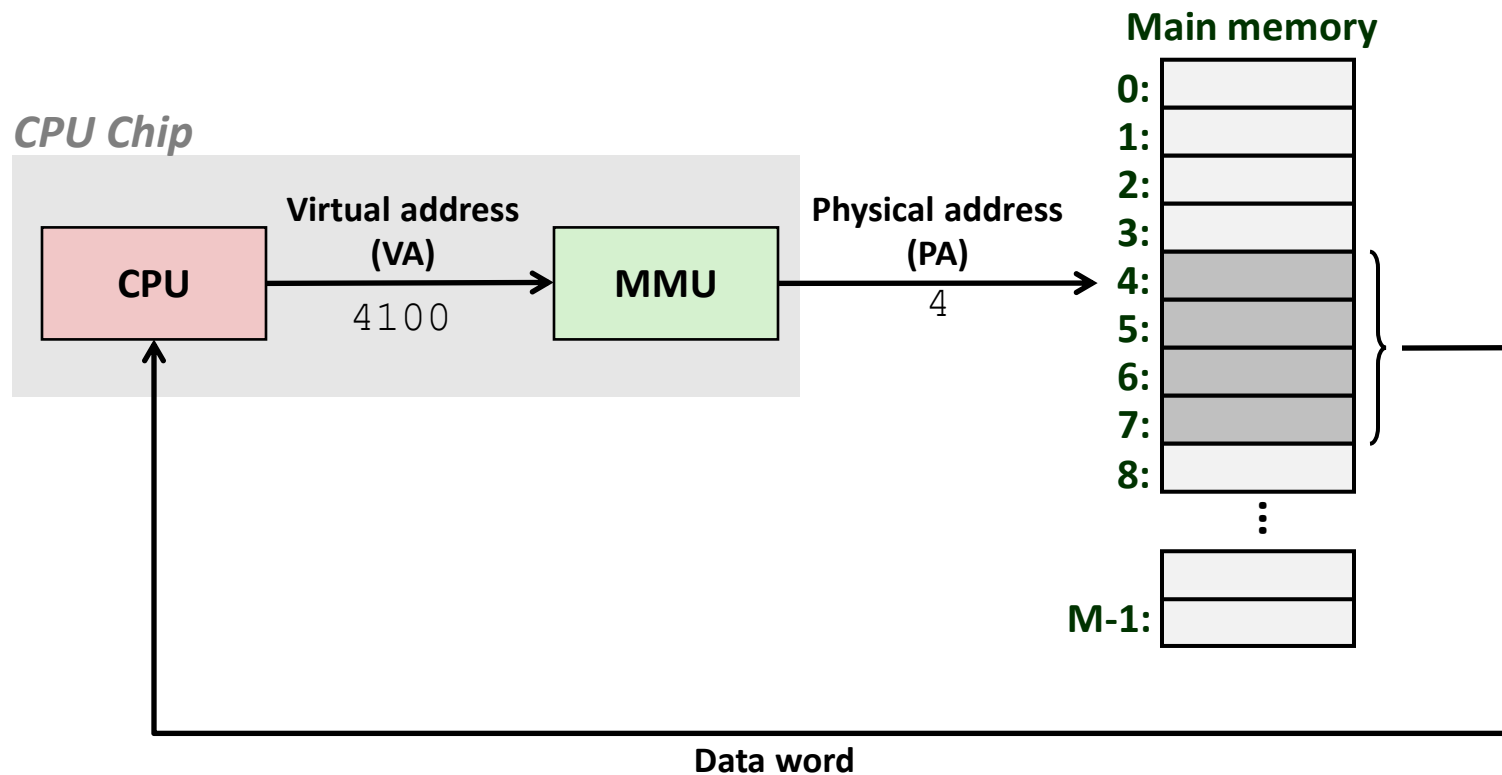 Main memory
0:
CPU Chip
1:
2:
Virtual address
(VA)
Physical address
(PA)
3:
CPU
MMU
4:
4100
4
5:
6:
7:
8:
...
M-1:
Data word